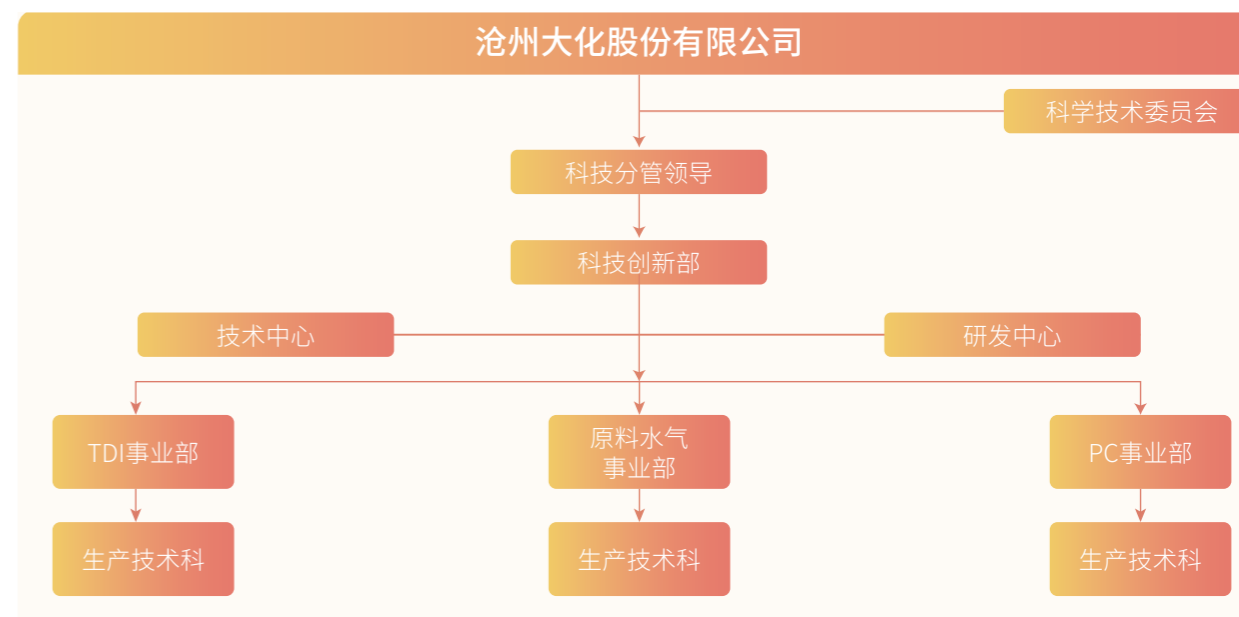 沧州大化股份有限公司
科学技术委员会
科技分管领导
科技创新部
技术中心
研发中心
TDI事业部
原料水气
事业部
PC事业部
生产技术科
生产技术科
生产技术科